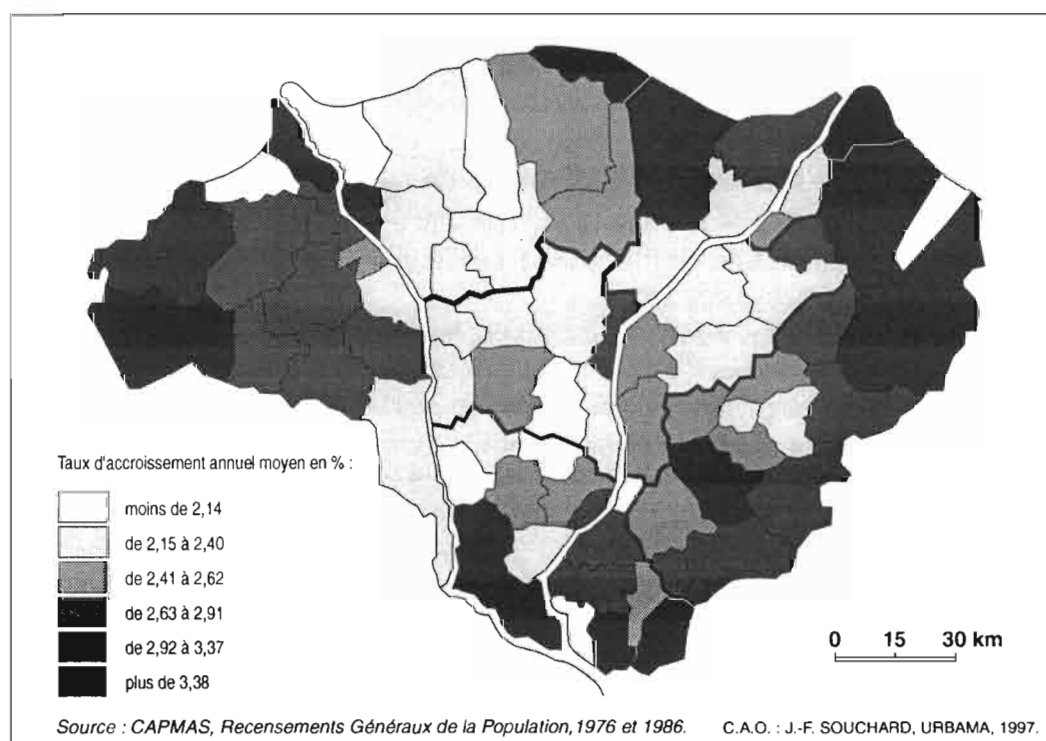 Taux d'accroissement annuel moyen en % :
moins de 2,14
de 2,15 à 2,40
de 2,41 à 2,62
de 2,63 à 2,91
de 2,92 à 3,37
plus de 3,38
0 15 30 km
Source : CAPMAS, Recensements Généraux de la Population, 1976 et 1986. C.A.O. : J.-F. SOUCHARD, URBAMA, 1997.